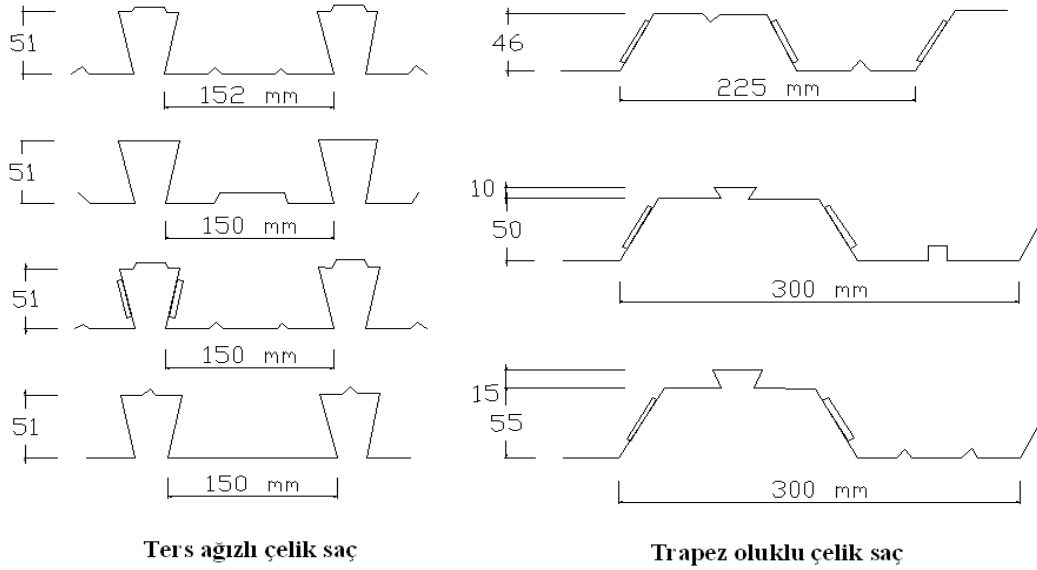 51
152 mm
51
150 mm
51
150 mm
51
150 mm
Ters ağızlı çelik saç
46
225 mm
10
50
300 mm
15
55
300 mm
Trapez oluklu çelik saç